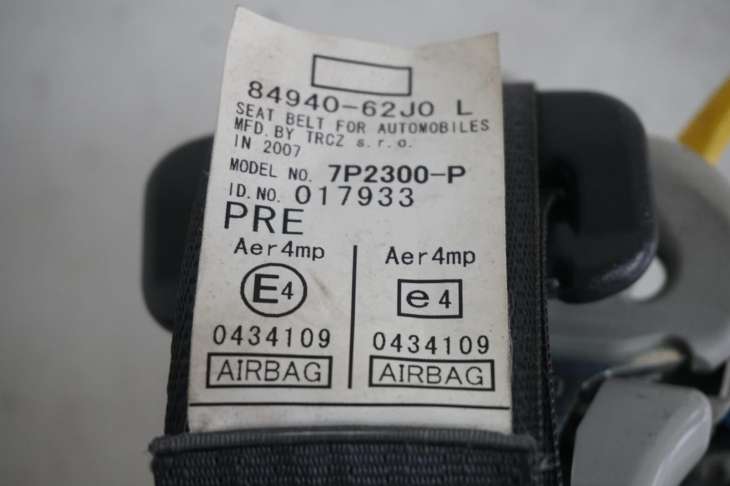 84940-62J0 L
SEAT BELT FOR AUTOMOBILES
MFD. BY TRCZ s.r.o.
IN 2007
MODEL NO. 7P2300-P
ID. NO. 017933
PRE
Aer4mp Aer4mp
E4 e4
0434109 0434109
AIRBAG AIRBAG